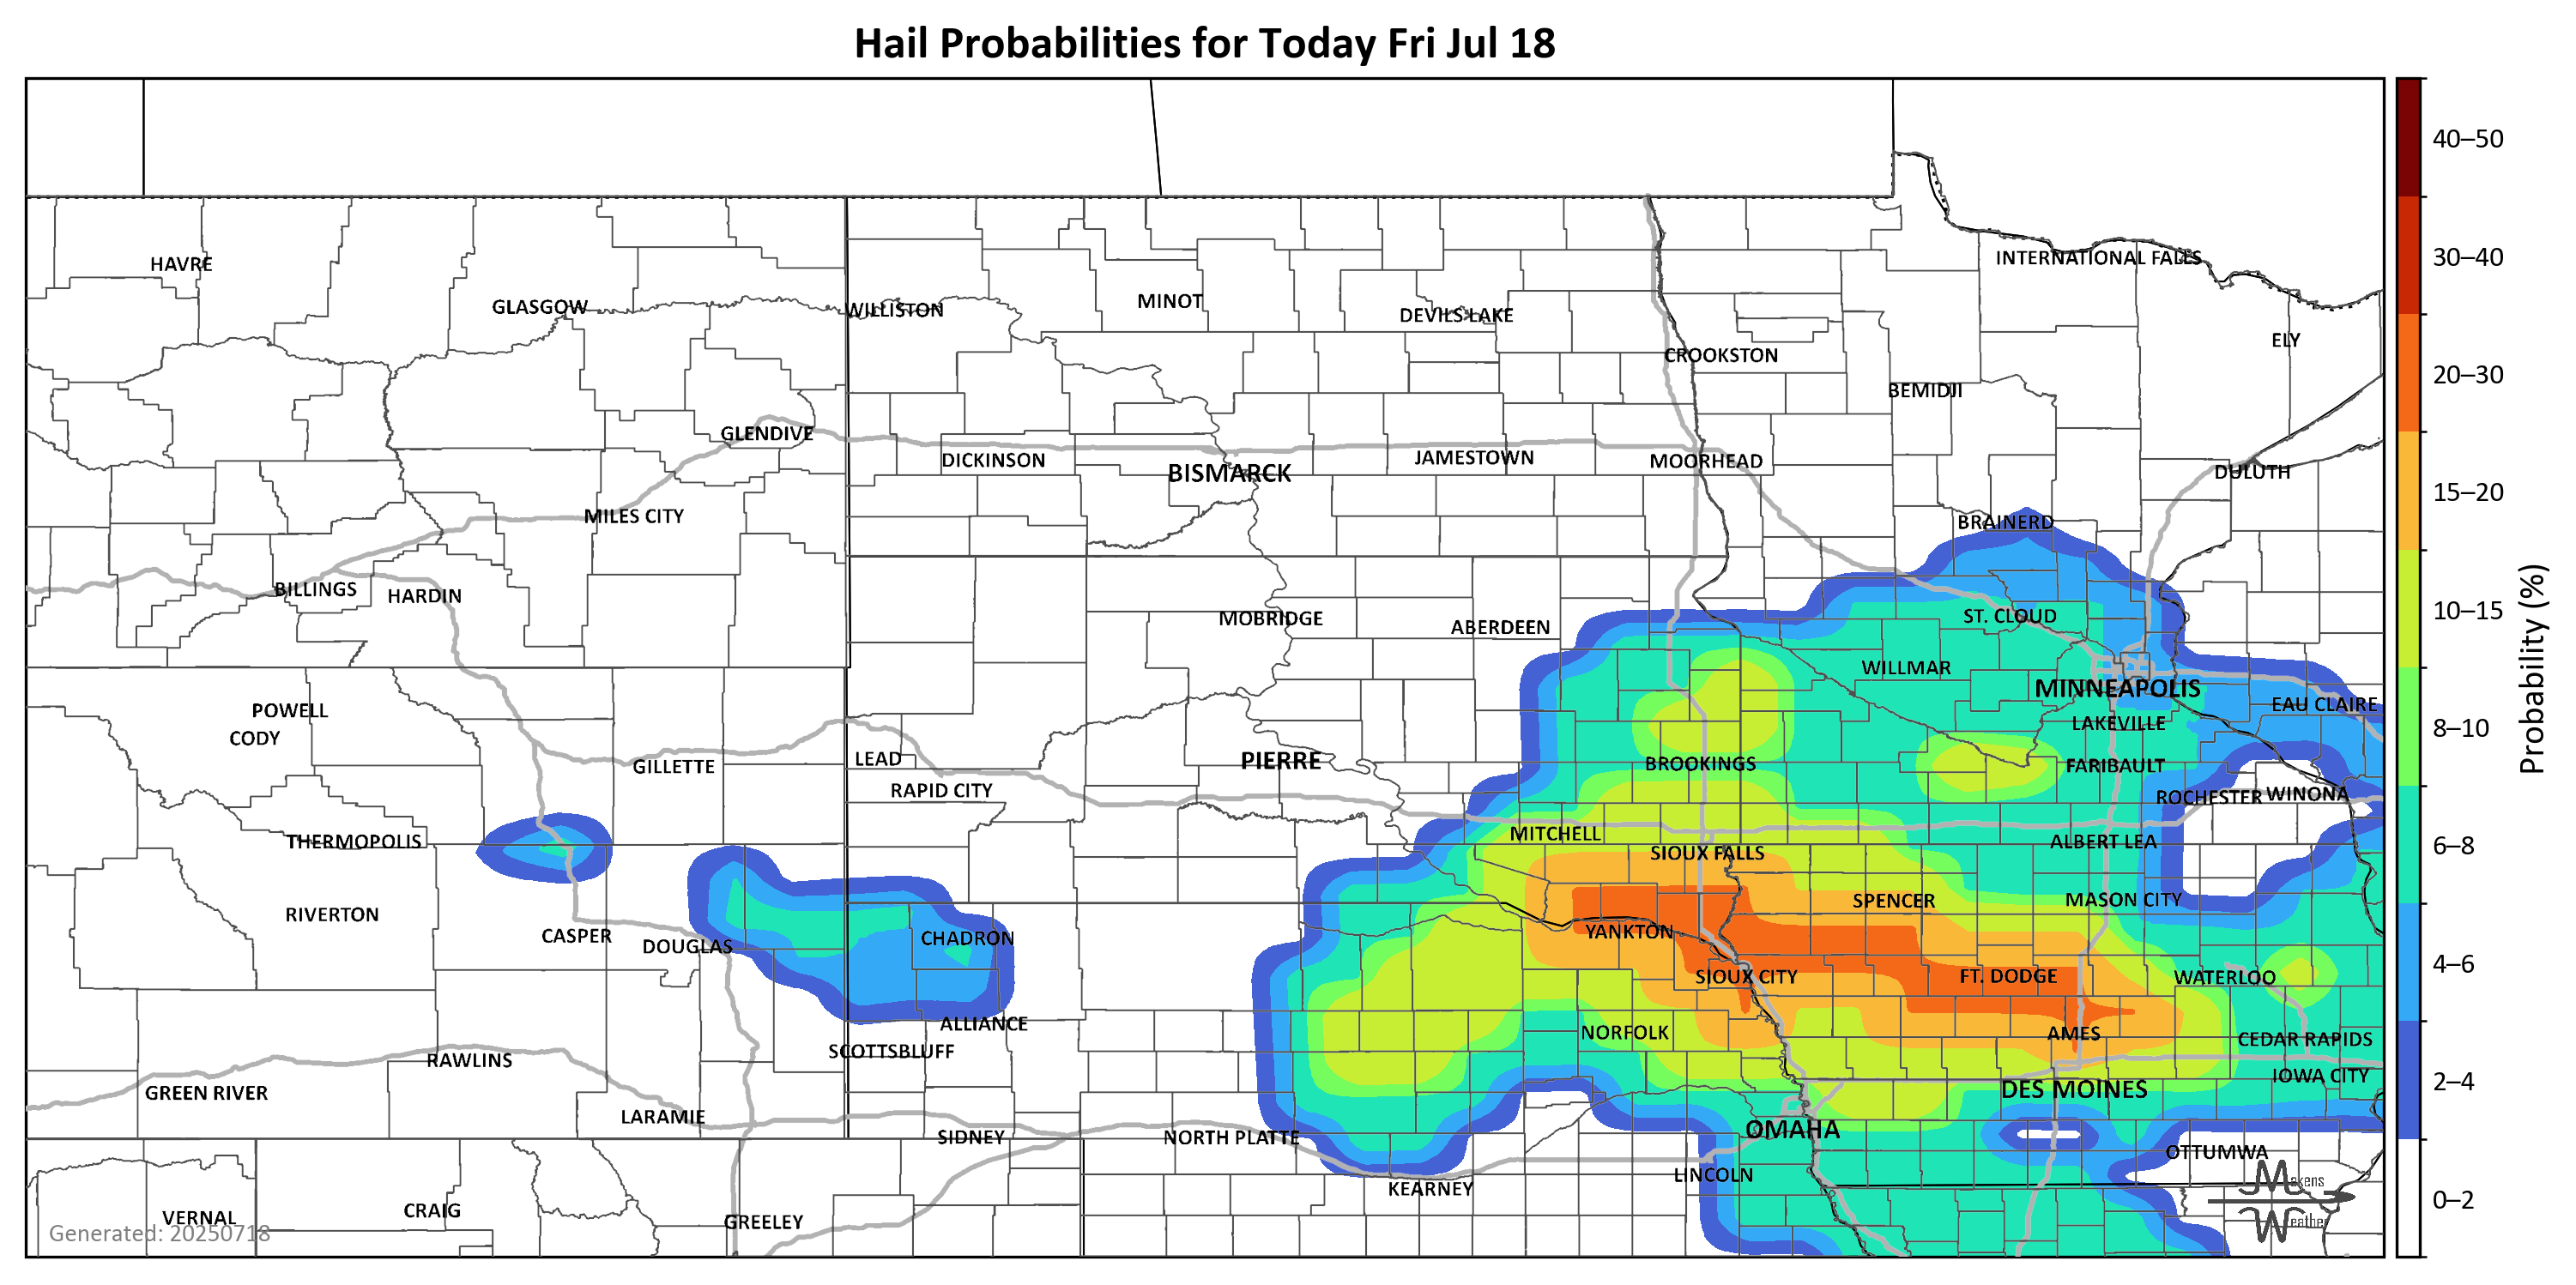 Hail Probabilities for Today Fri Jul 18
HAVRE
INTERNATIONAL FALLS
GLASGOW
WILLISTON
MINOT
DEVILS LAKE
ELY
CROOKSTON
BEMIDJI
GLENDIVE
DICKINSON
BISMARCK
JAMESTOWN
MOORHEAD
DULUTH
MILES CITY
BRAINERD
BILLINGS
HARDIN
MOBRIDGE
ABERDEEN
ST. CLOUD
WILLMAR
MINNEAPOLIS
POWELL
CODY
EAU CLAIRE
LAKEVILLE
GILLETTE
LEAD
PIERRE
BROOKINGS
FARIBAULT
RAPID CITY
ROCHESTER
WINONA
THERMOPOLIS
MITCHELL
ALBERT LEA
SIOUX FALLS
RIVERTON
SPENCER
MASON CITY
CASPER
DOUGLAS
CHADRON
YANKTON
SIOUX CITY
FT. DODGE
WATERLOO
ALLIANCE
NORFOLK
AMES
CEDAR RAPIDS
SCOTTSBLUFF
RAWLINS
GREEN RIVER
DES MOINES
IOWA CITY
LARAMIE
SIDNEY
NORTH PLATTE
OMAHA
OTTUMWA
LINCOLN
KEARNEY
VERNAL
CRAIG
GREELEY
Generated: 20250718
Makens
Weather
40–50
30–40
20–30
15–20
10–15
8–10
6–8
4–6
2–4
0–2
Probability (%)